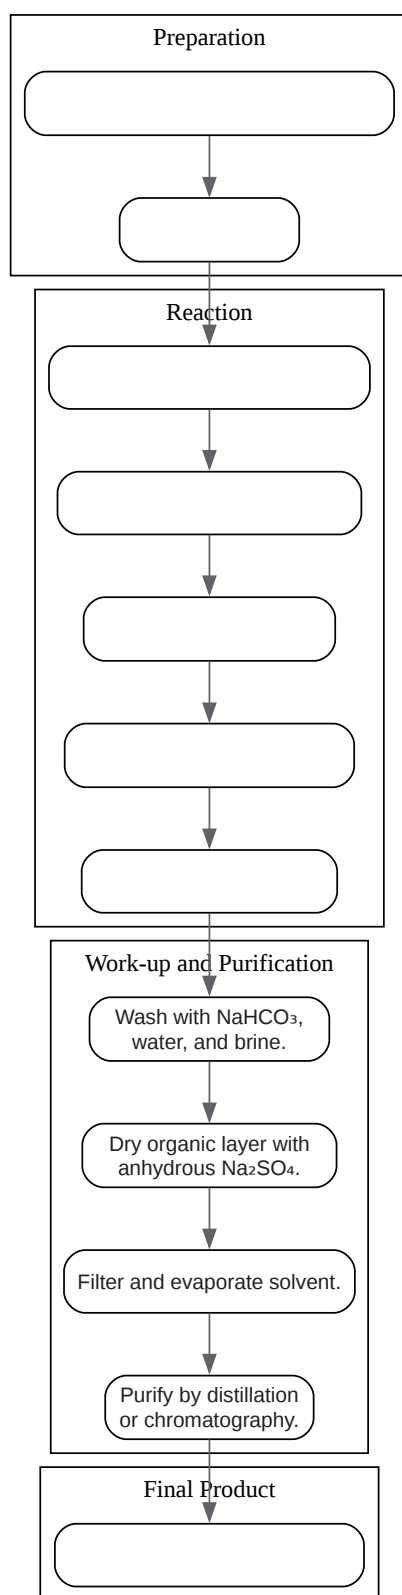 Preparation
Reaction
Work-up and Purification
Wash with NaHCO₃,
water, and brine.
Dry organic layer with
anhydrous Na₂SO₄.
Filter and evaporate solvent.
Purify by distillation
or chromatography.
Final Product